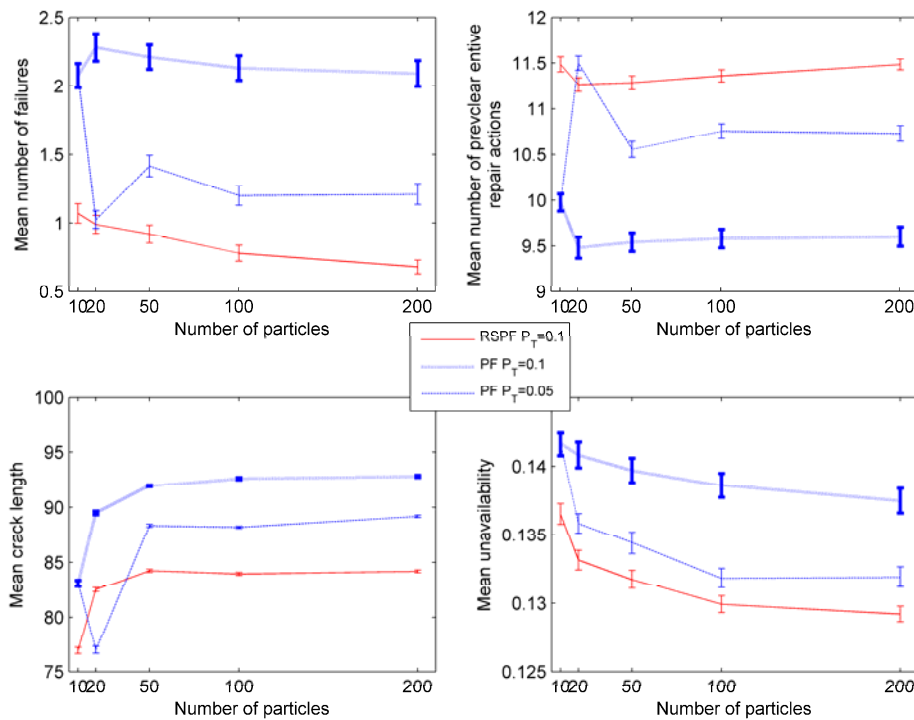 2.5
2
1.5
1
0.5
10 20 50 100 200
Mean number of failures
Number of particles
12
11.5
11
10.5
10
9.5
9
10 20 50 100 200
Mean number of prevclear entive
repair actions
Number of particles
RSPF P_T=0.1
PF P_T=0.1
PF P_T=0.05
100
95
90
85
80
75
10 20 50 100 200
Mean crack length
Number of particles
0.14
0.135
0.13
0.125
10 20 50 100 200
Mean unavailability
Number of particles